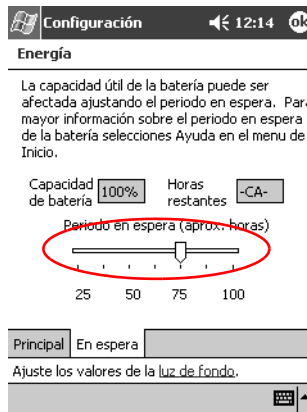 Configuración 12:14 ok
Energía
La capacidad útil de la batería puede ser
afectada ajustando el periodo en espera. Para
mayor información sobre el periodo en espera
de la batería selecciones Ayuda en el menu de
Inicio.
Capacidad de batería 100% Horas restantes -CA-
Periodo en espera (aprox. horas)
25 50 75 100
Principal En espera
Ajuste los valores de la luz de fondo.